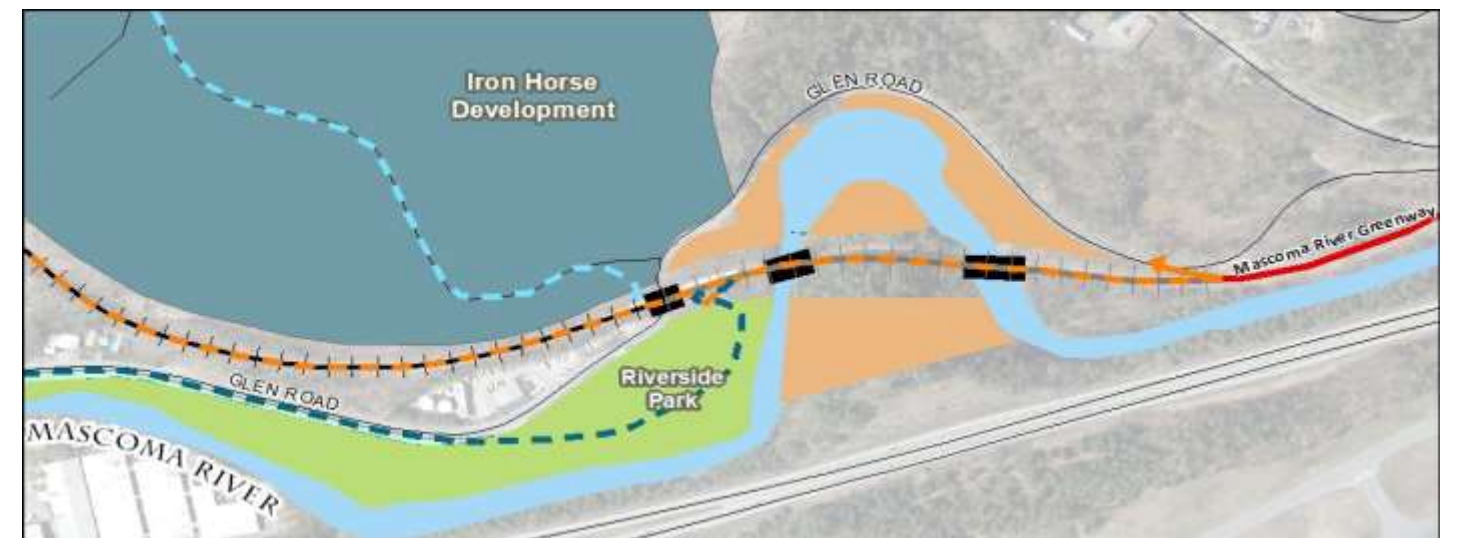 Iron Horse
Development
GLEN ROAD
Mascoma River Greenway
Riverside
Park
GLEN ROAD
MASCOMA RIVER